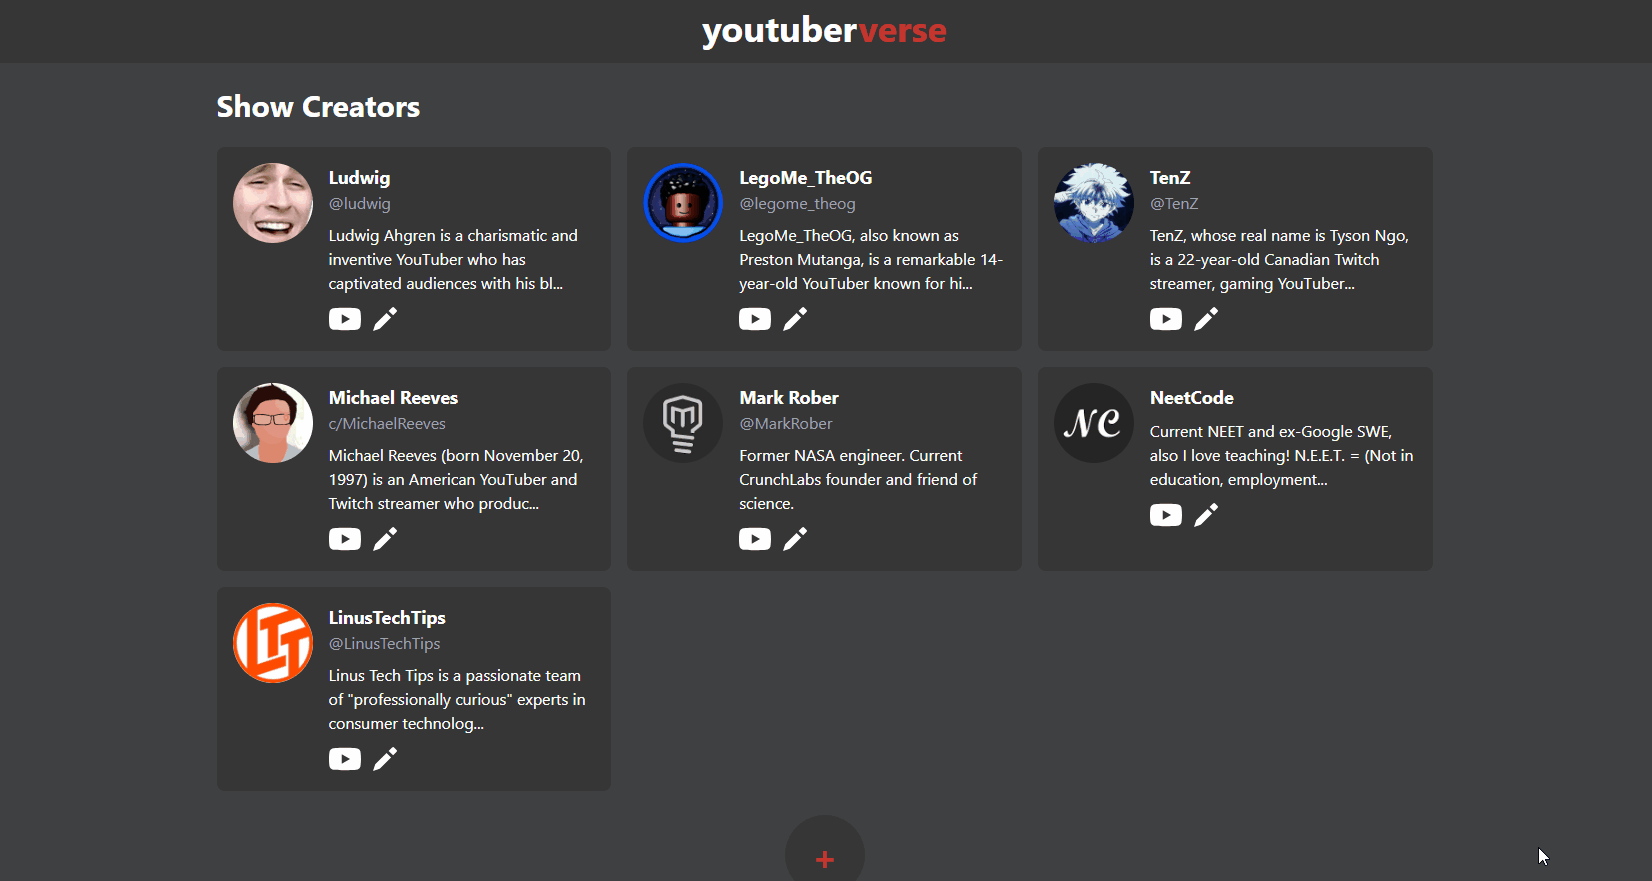 youtuberverse
Show Creators
Ludwig
@ludwig
Ludwig Ahgren is a charismatic and
inventive YouTuber who has
captivated audiences with his bl...
LegoMe_TheOG
@legome_theog
LegoMe_TheOG, also known as
Preston Mutanga, is a remarkable 14-
year-old YouTuber known for hi...
TenZ
@TenZ
TenZ, whose real name is Tyson Ngo,
is a 22-year-old Canadian Twitch
streamer, gaming YouTuber...
Michael Reeves
c/MichaelReeves
Michael Reeves (born November 20,
1997) is an American YouTuber and
Twitch streamer who produc...
Mark Rober
@MarkRober
Former NASA engineer. Current
CrunchLabs founder and friend of
science.
NC
NeetCode
Current NEET and ex-Google SWE,
also I love teaching! N.E.E.T. = (Not in
education, employment...
LTT
LinusTechTips
@LinusTechTips
Linus Tech Tips is a passionate team
of "professionally curious" experts in
consumer technolog...
+